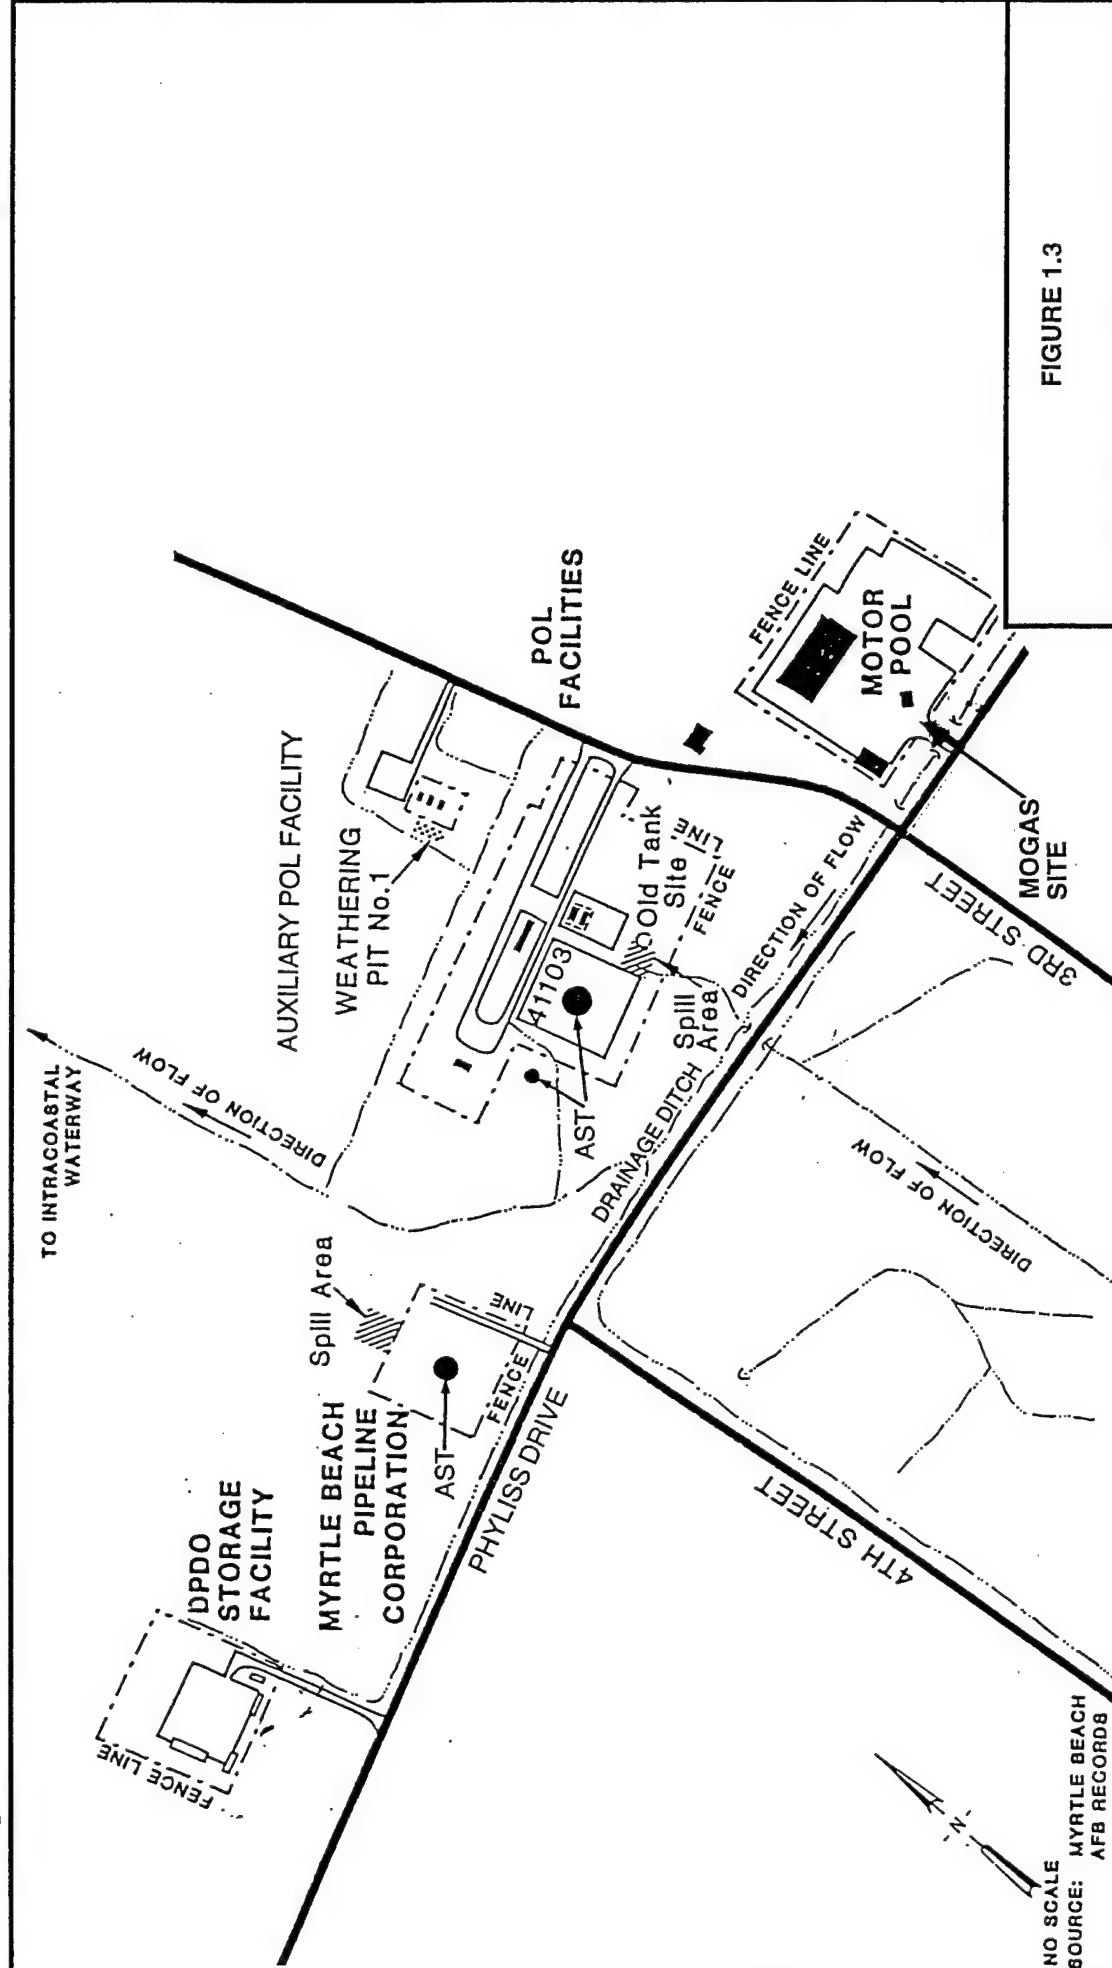 TO INTRACOASTAL
WATERWAY
DIRECTION OF FLOW
AUXILIARY POL FACILITY
WEATHERING
PIT No.1
POL
FACILITIES
DPDO
STORAGE
FACILITY
FENCE LINE
MYRTLE BEACH
PIPELINE
CORPORATION
Spill Area
AST
FENCE
LINE
PHYLISS DRIVE
41103
AST
Old Tank
Site
Spill
Area
FENCE
LINE
DRAINAGE DITCH
DIRECTION OF FLOW
FENCE LINE
MOTOR
POOL
MOGAS
SITE
3RD STREET
DIRECTION OF FLOW
4TH STREET
N
NO SCALE
SOURCE: MYRTLE BEACH
AFB RECORDS
FIGURE 1.3